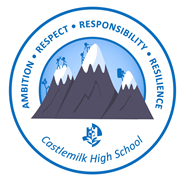 AMBITION • RESPECT • RESPONSIBILITY • RESILIENCE
Castlemilk High School